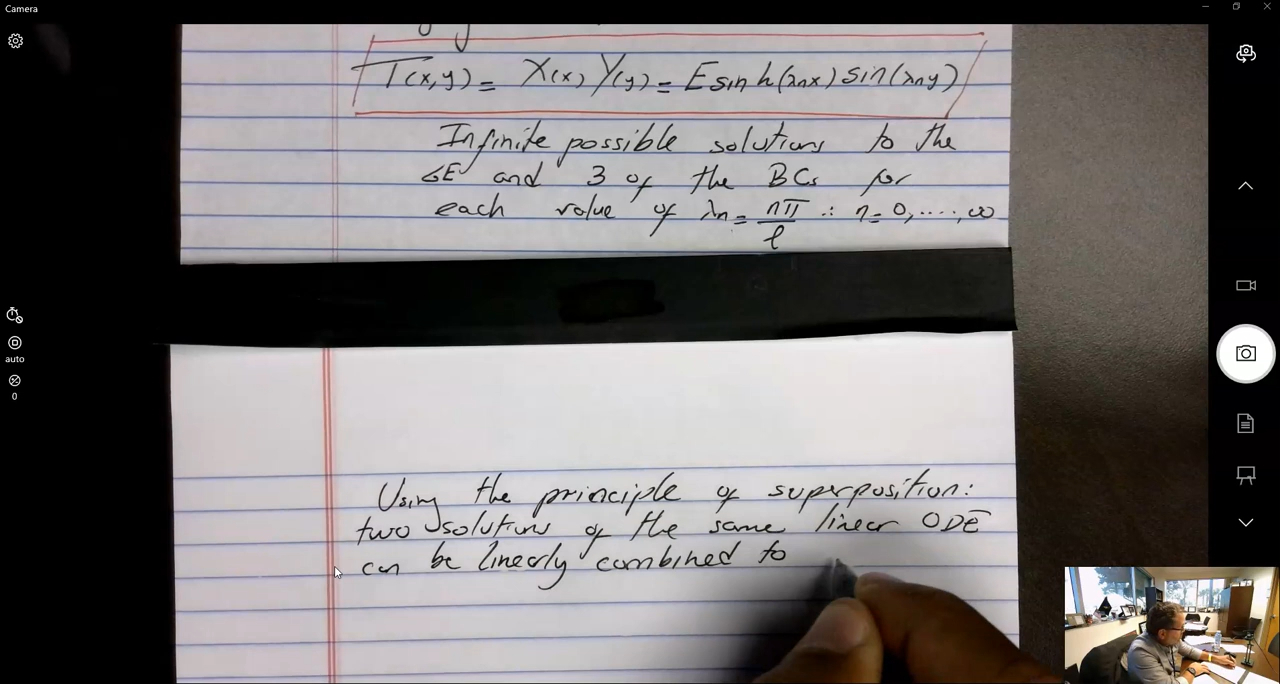 Camera
T(x,y) = X(x) Y(y) = E sinh(λnx) sin(λny)
Infinite possible solutions to the
GE and 3 of the BCs for
each value of λn = nπ/l ∴ n=0,....,∞
auto
0
Using the principle of superposition:
two solutions of the same linear ODE
can be linearly combined to